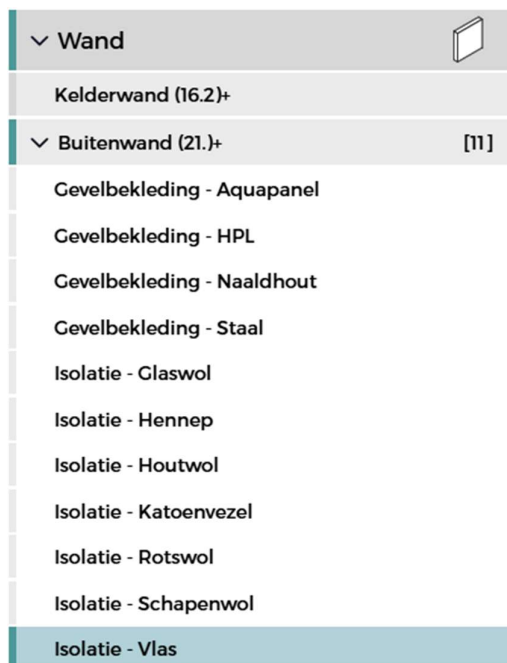 Wand
Kelderwand (16.2)+
Buitenwand (21.)+ [11]
Gevelbekleding - Aquapanel
Gevelbekleding - HPL
Gevelbekleding - Naaldhout
Gevelbekleding - Staal
Isolatie - Glaswol
Isolatie - Hennep
Isolatie - Houtwol
Isolatie - Katoenvezel
Isolatie - Rotswol
Isolatie - Schapenwol
Isolatie - Vlas